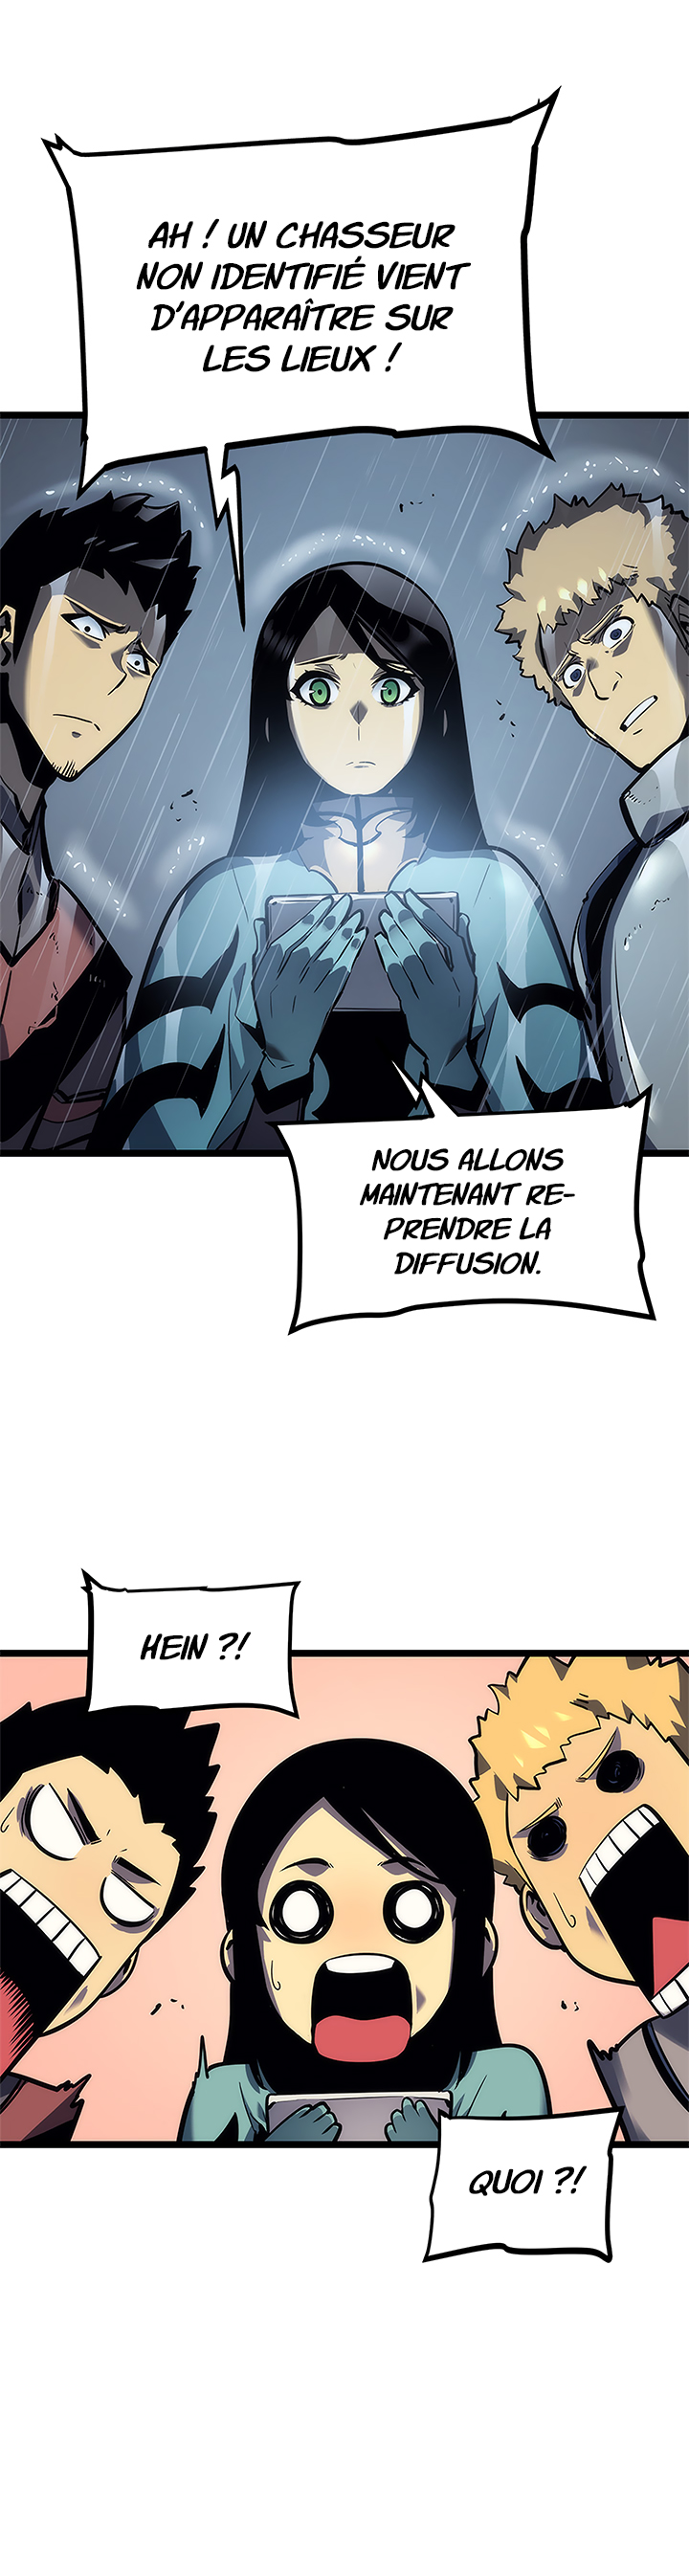 AH ! UN CHASSEUR
NON IDENTIFIÉ VIENT
D'APPARAÎTRE SUR
LES LIEUX !
NOUS ALLONS
MAINTENANT RE-
PRENDRE LA
DIFFUSION.
HEIN ?!
QUOI ?!